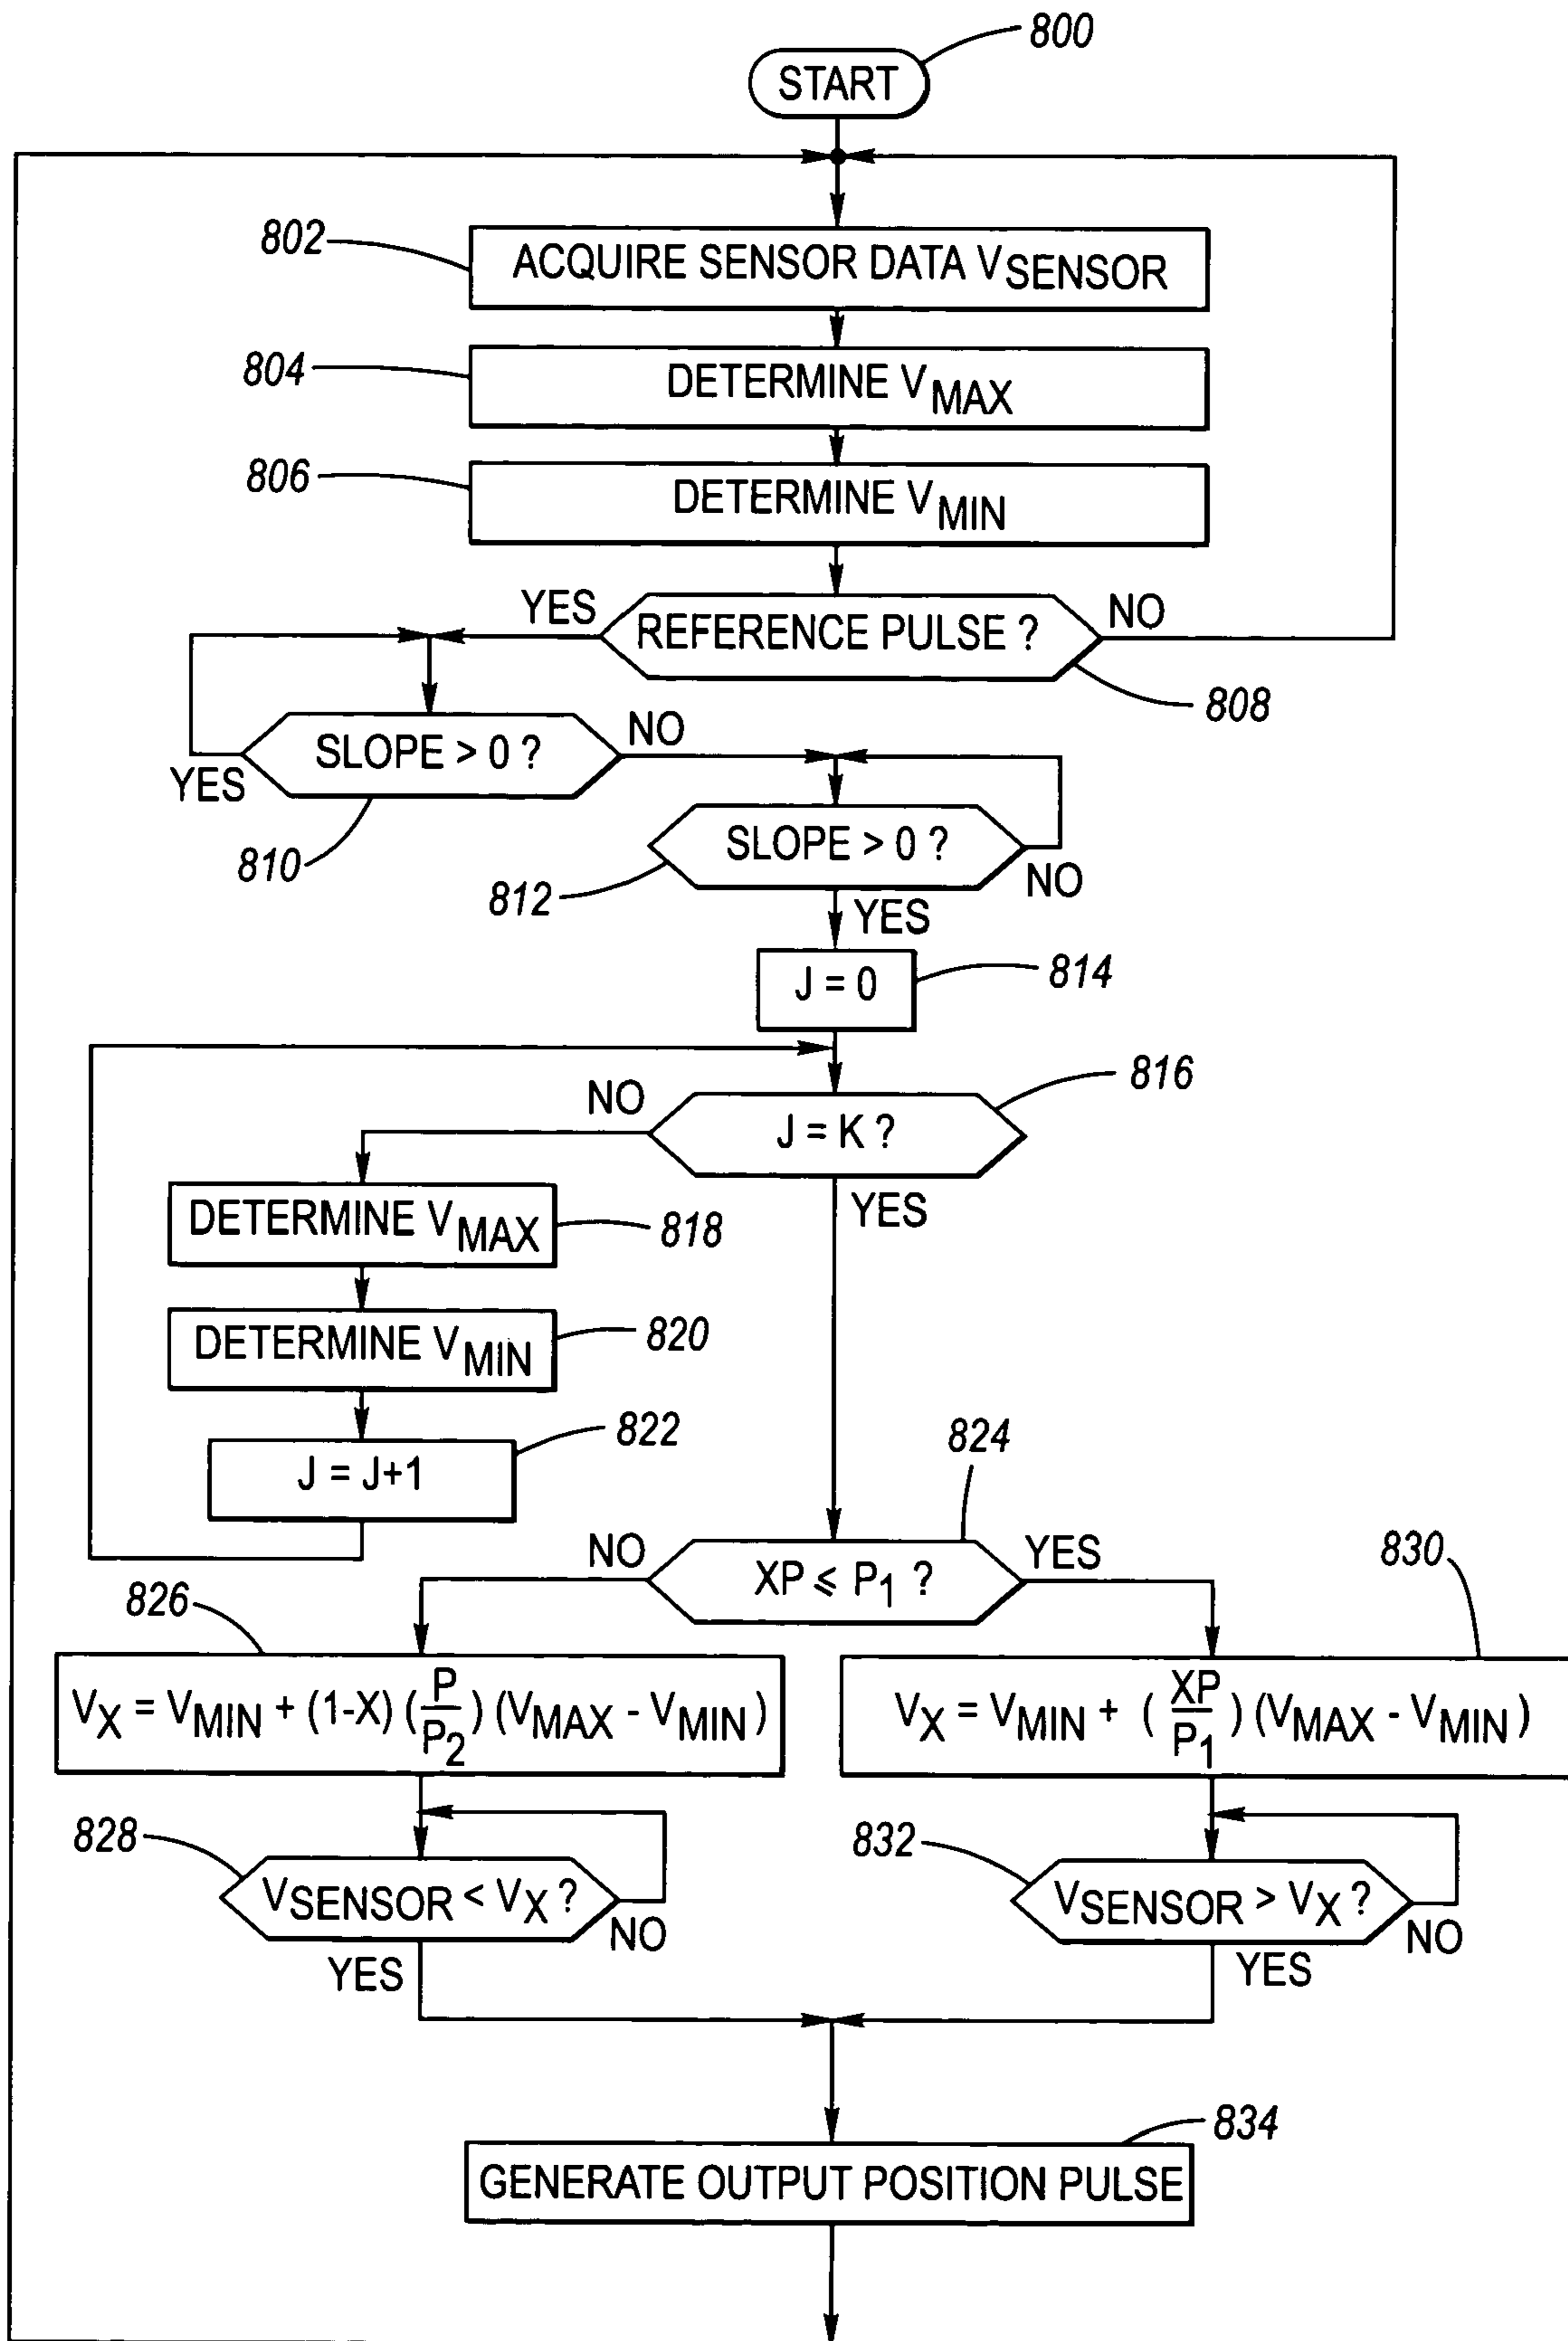 800
START
802
ACQUIRE SENSOR DATA VSENSOR
804
DETERMINE VMAX
806
DETERMINE VMIN
YES
REFERENCE PULSE ?
NO
808
SLOPE > 0 ?
NO
YES
810
SLOPE > 0 ?
NO
812
YES
J = 0
814
816
NO
J = K ?
YES
DETERMINE VMAX
818
DETERMINE VMIN
820
822
J = J+1
824
NO
XP ⩽ P1 ?
YES
830
826
VX = VMIN + (1-X) (P/P2) (VMAX - VMIN)
VX = VMIN + (XP/P1) (VMAX - VMIN)
828
VSENSOR < VX ?
NO
YES
832
VSENSOR > VX ?
NO
YES
834
GENERATE OUTPUT POSITION PULSE